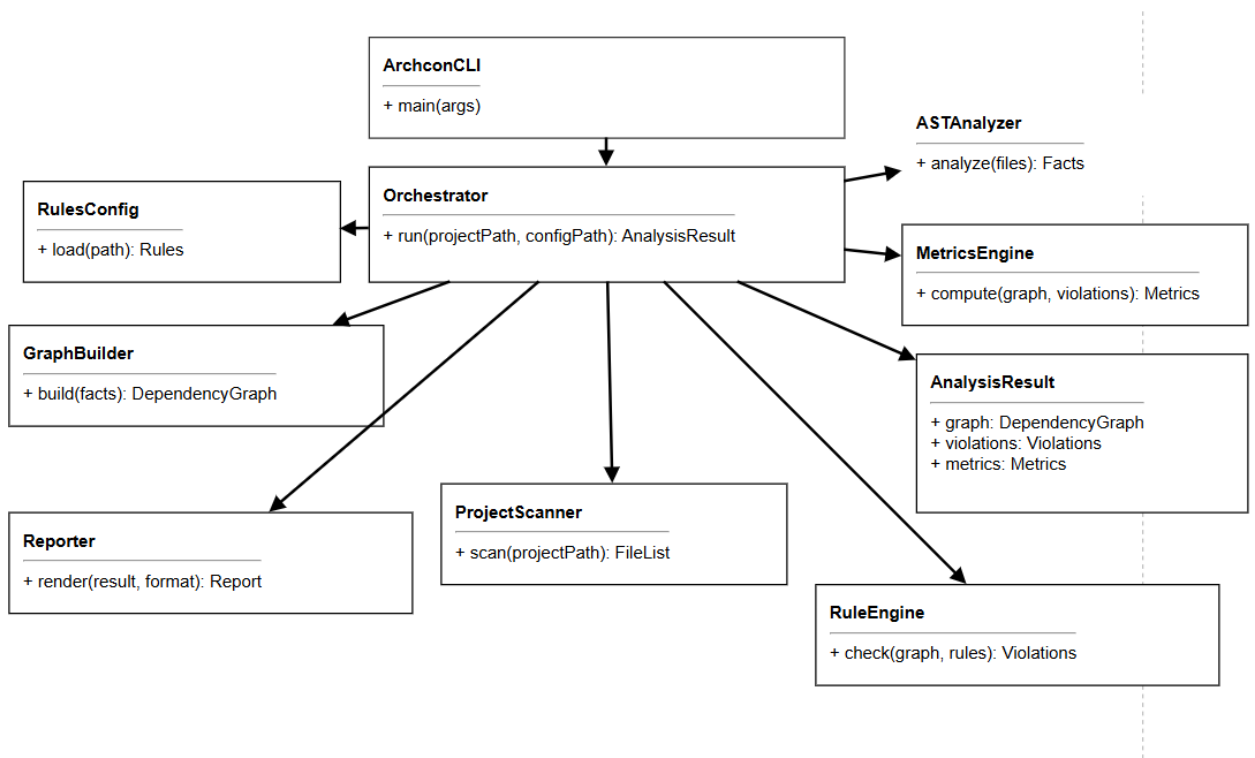 ArchconCLI
+ main(args)
ASTAnalyzer
+ analyze(files): Facts
Orchestrator
+ run(projectPath, configPath): AnalysisResult
RulesConfig
+ load(path): Rules
MetricsEngine
+ compute(graph, violations): Metrics
GraphBuilder
+ build(facts): DependencyGraph
AnalysisResult
+ graph: DependencyGraph
+ violations: Violations
+ metrics: Metrics
ProjectScanner
+ scan(projectPath): FileList
Reporter
+ render(result, format): Report
RuleEngine
+ check(graph, rules): Violations